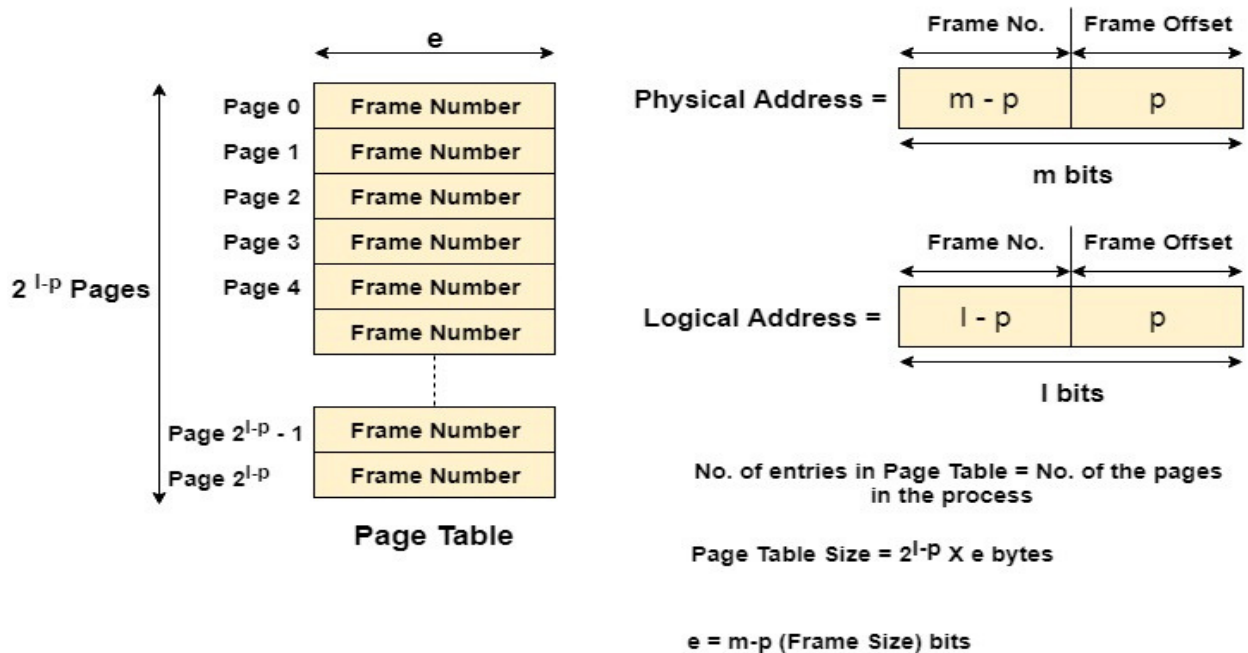 e
Page 0 Frame Number
Page 1 Frame Number
Page 2 Frame Number
Page 3 Frame Number
Page 4 Frame Number
Frame Number
2 l-p Pages
Page 2l-p - 1 Frame Number
Page 2l-p Frame Number
Page Table
Frame No. Frame Offset
Physical Address = m - p p
m bits
Frame No. Frame Offset
Logical Address = l - p p
l bits
No. of entries in Page Table = No. of the pages
in the process
Page Table Size = 2l-p X e bytes
e = m-p (Frame Size) bits